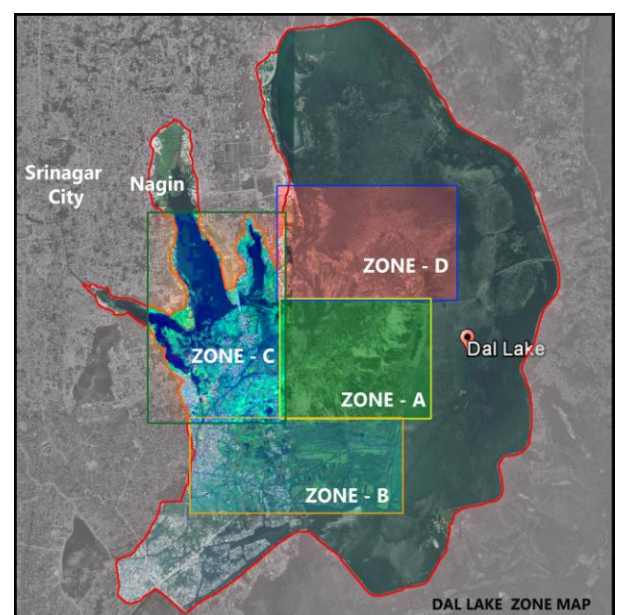 Srinagar
City
Nagin
ZONE - D
Dal Lake
ZONE - C
ZONE - A
ZONE - B
DAL LAKE  ZONE MAP